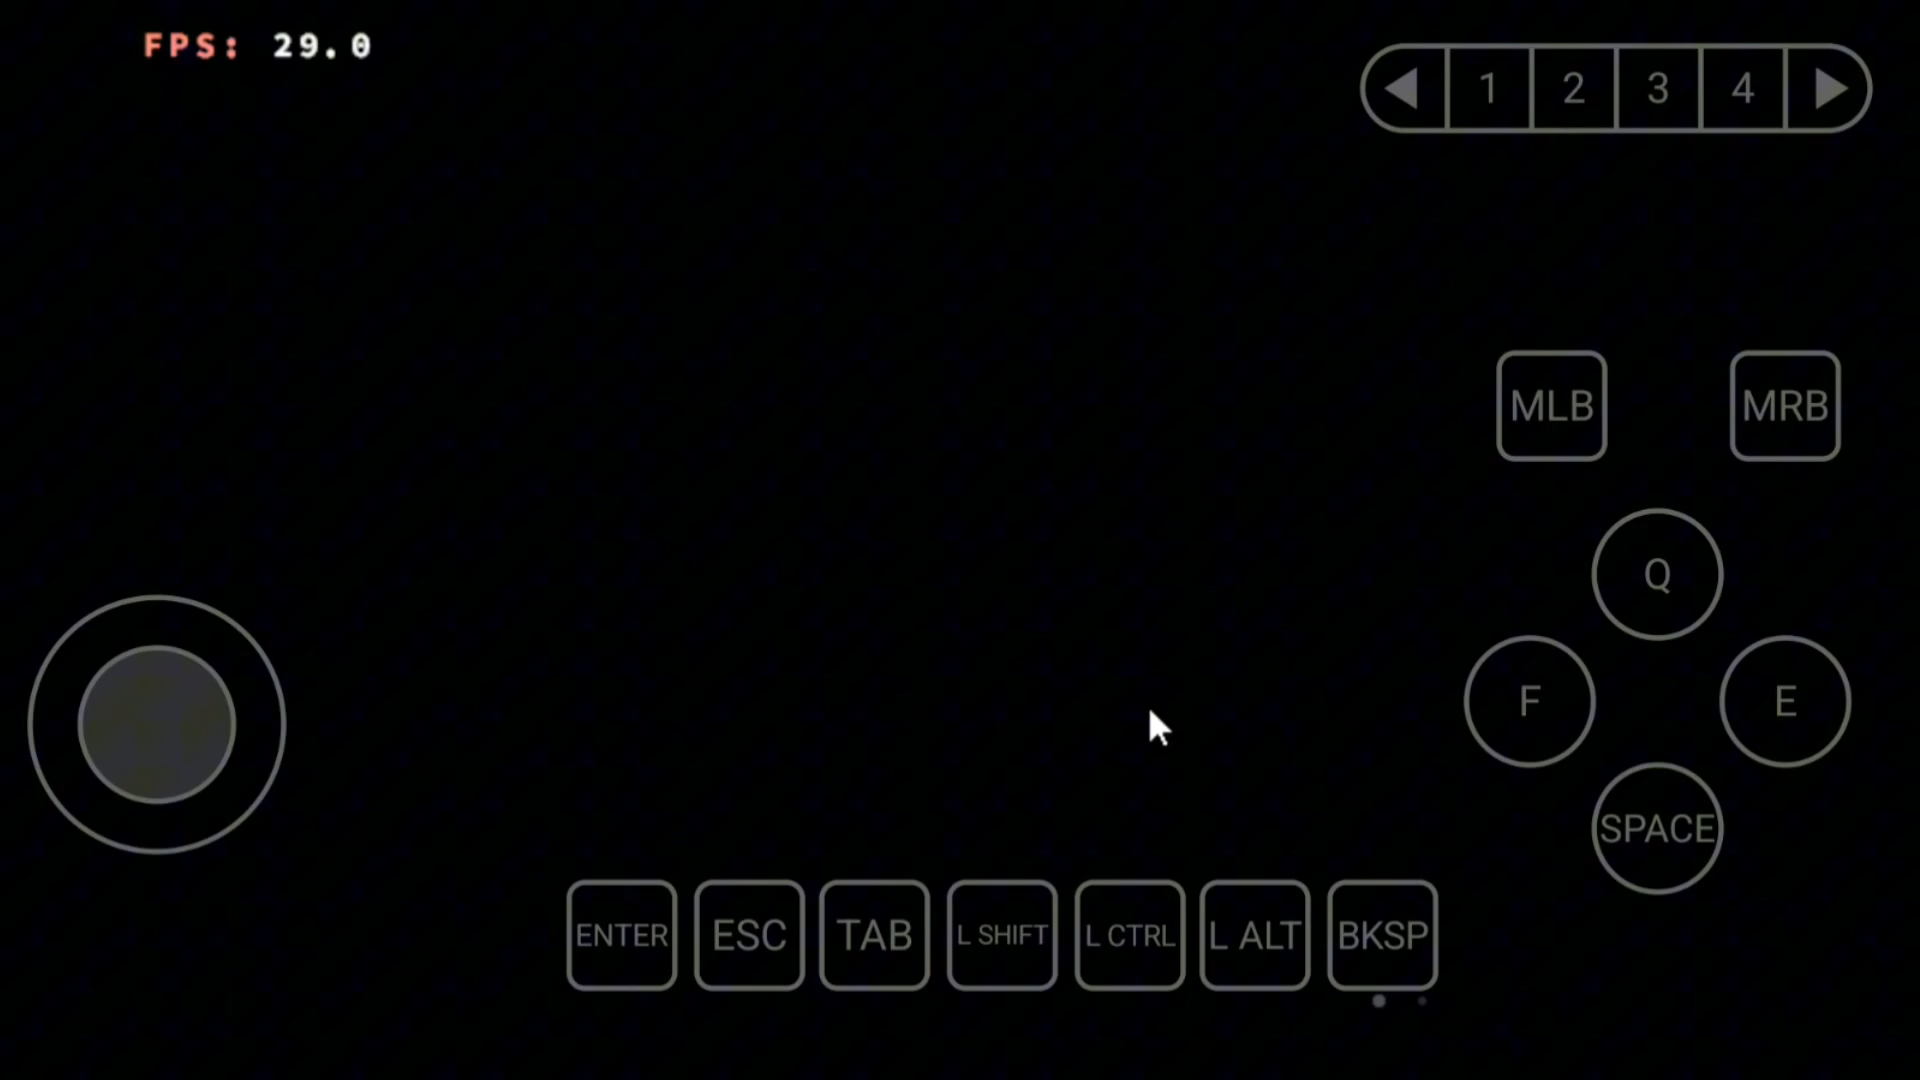 FPS: 29.0
1 2 3 4
MLB MRB
Q
F E
SPACE
ENTER ESC TAB L SHIFT L CTRL L ALT BKSP